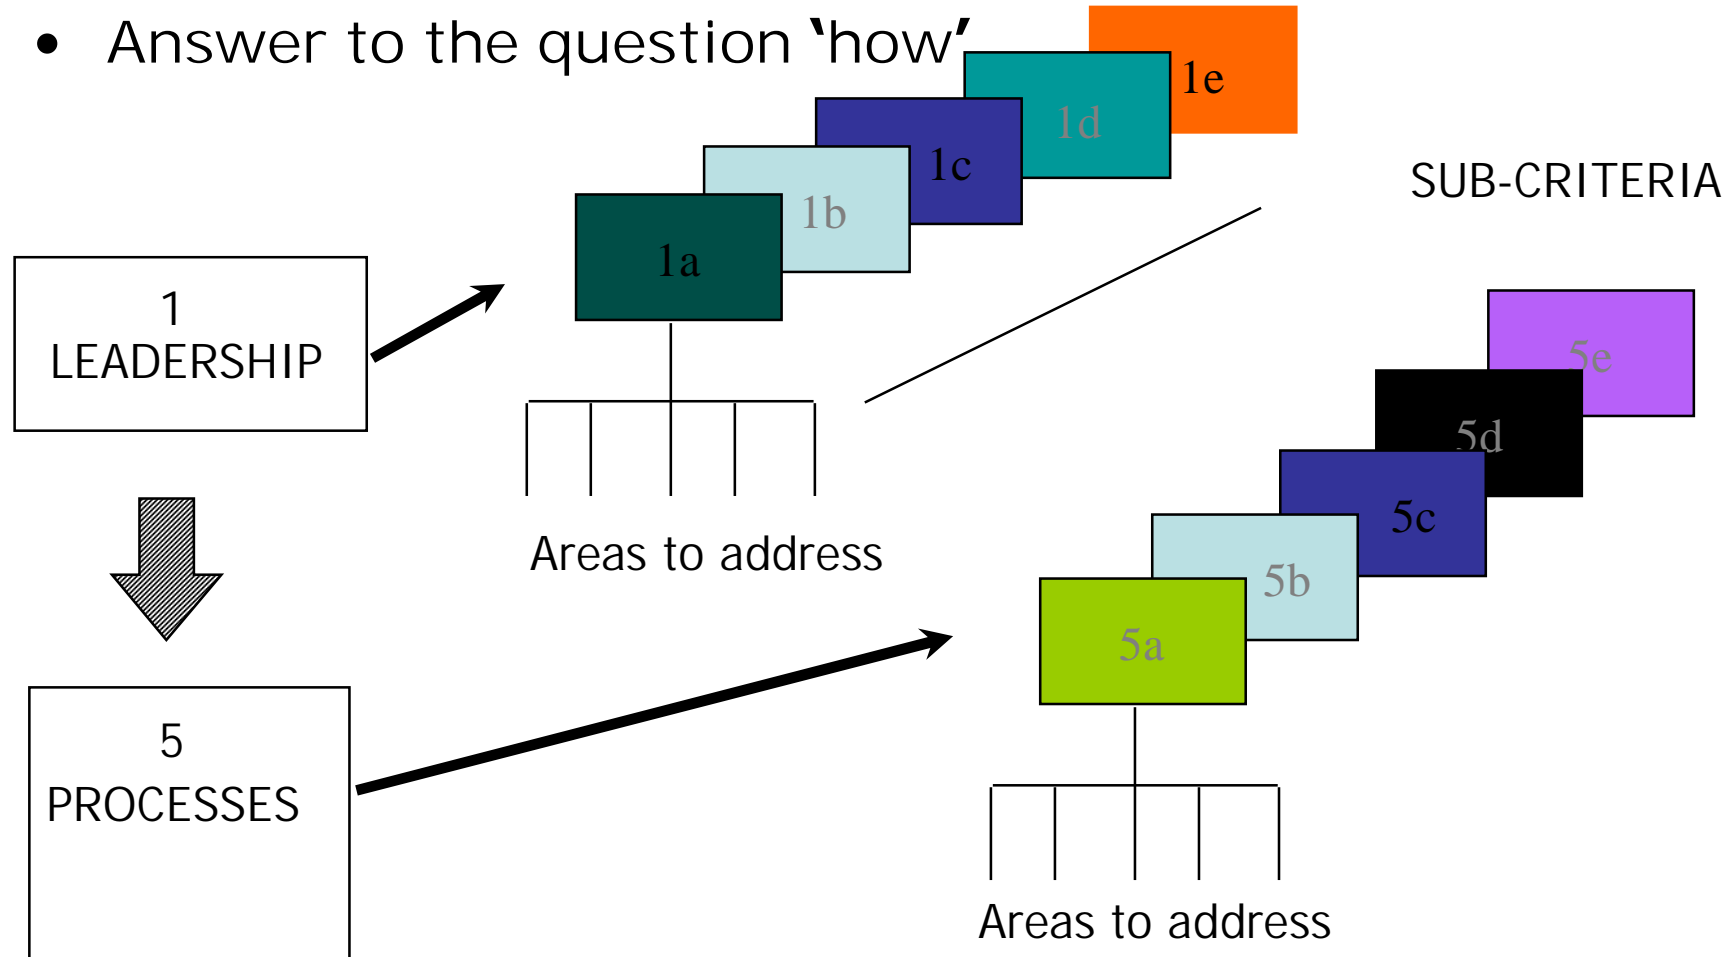 • Answer to the question ‘how’
1e
1d
1c
1b
1a
SUB-CRITERIA
1
LEADERSHIP
5e
5d
5c
5b
5a
Areas to address
5
PROCESSES
Areas to address